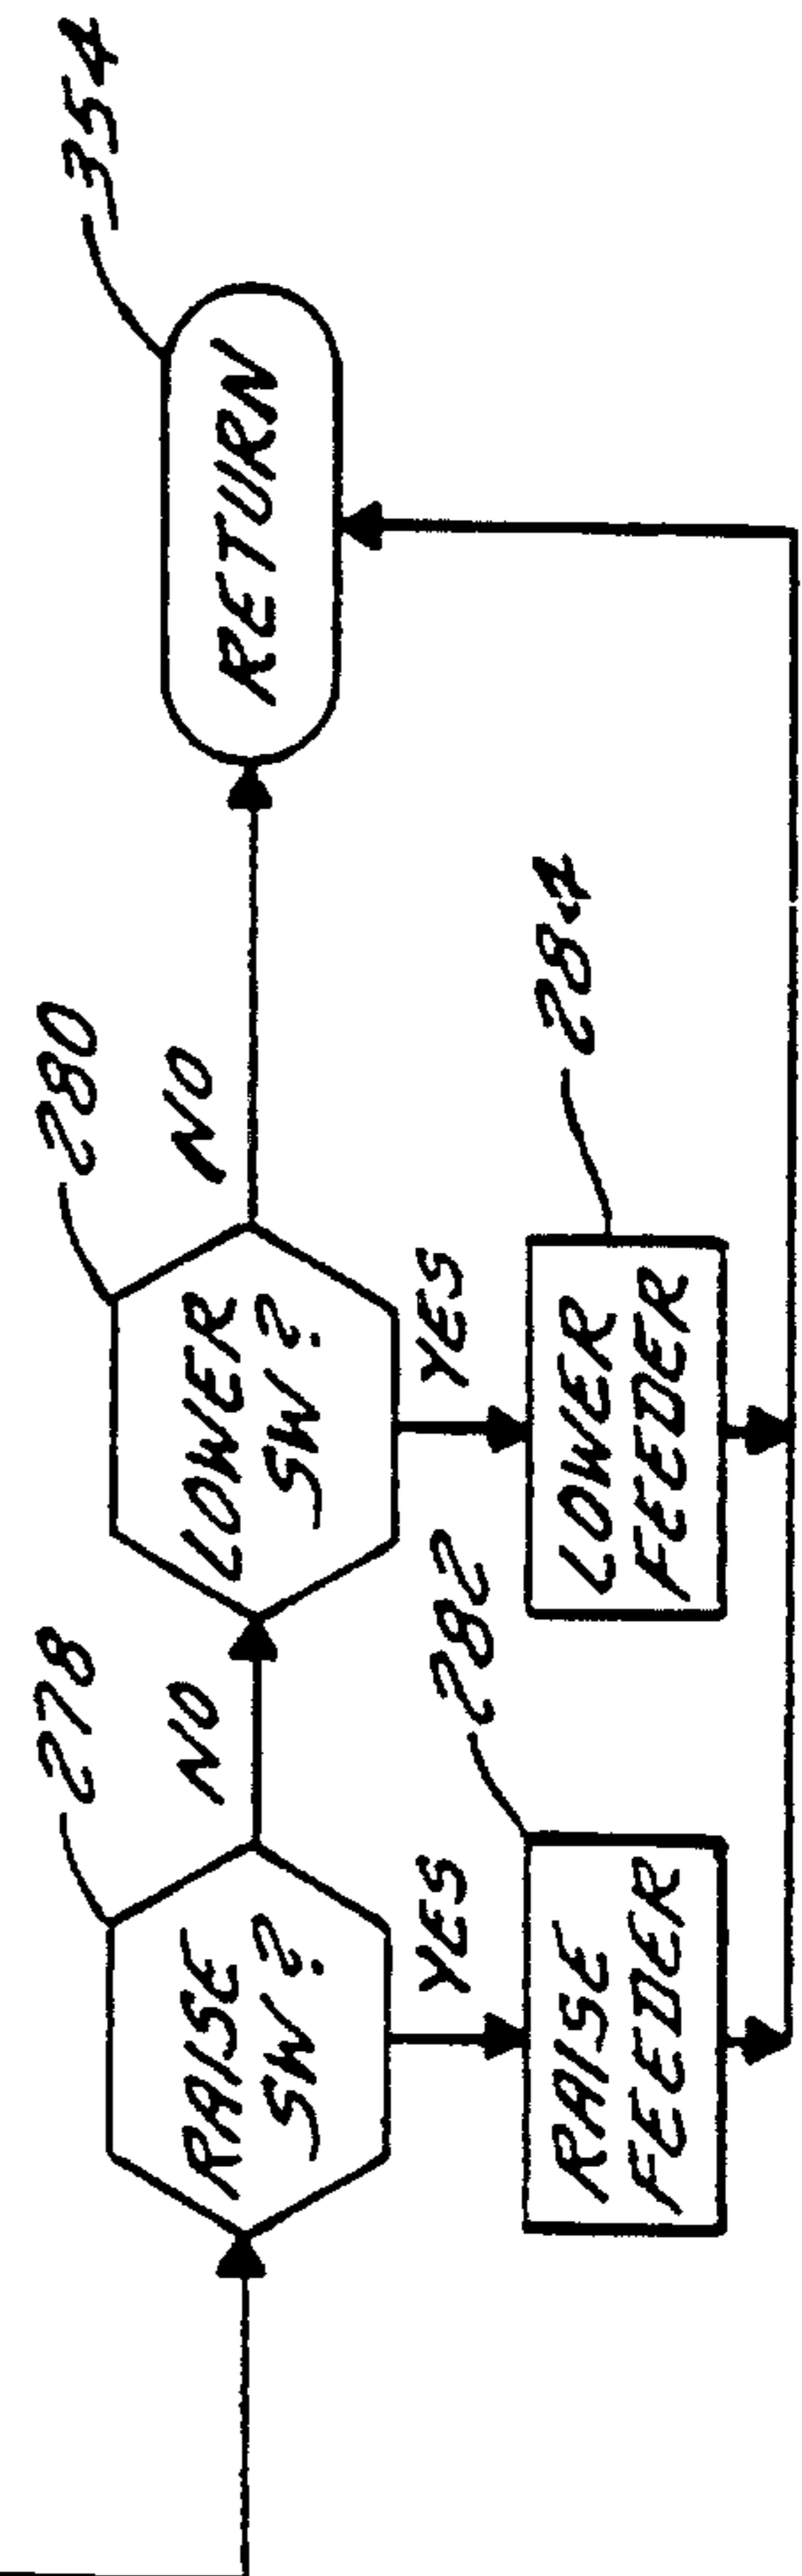 278
RAISE
SW?
NO
YES
282
RAISE
FEEDER
280
LOWER
SW?
NO
YES
284
LOWER
FEEDER
354
RETURN